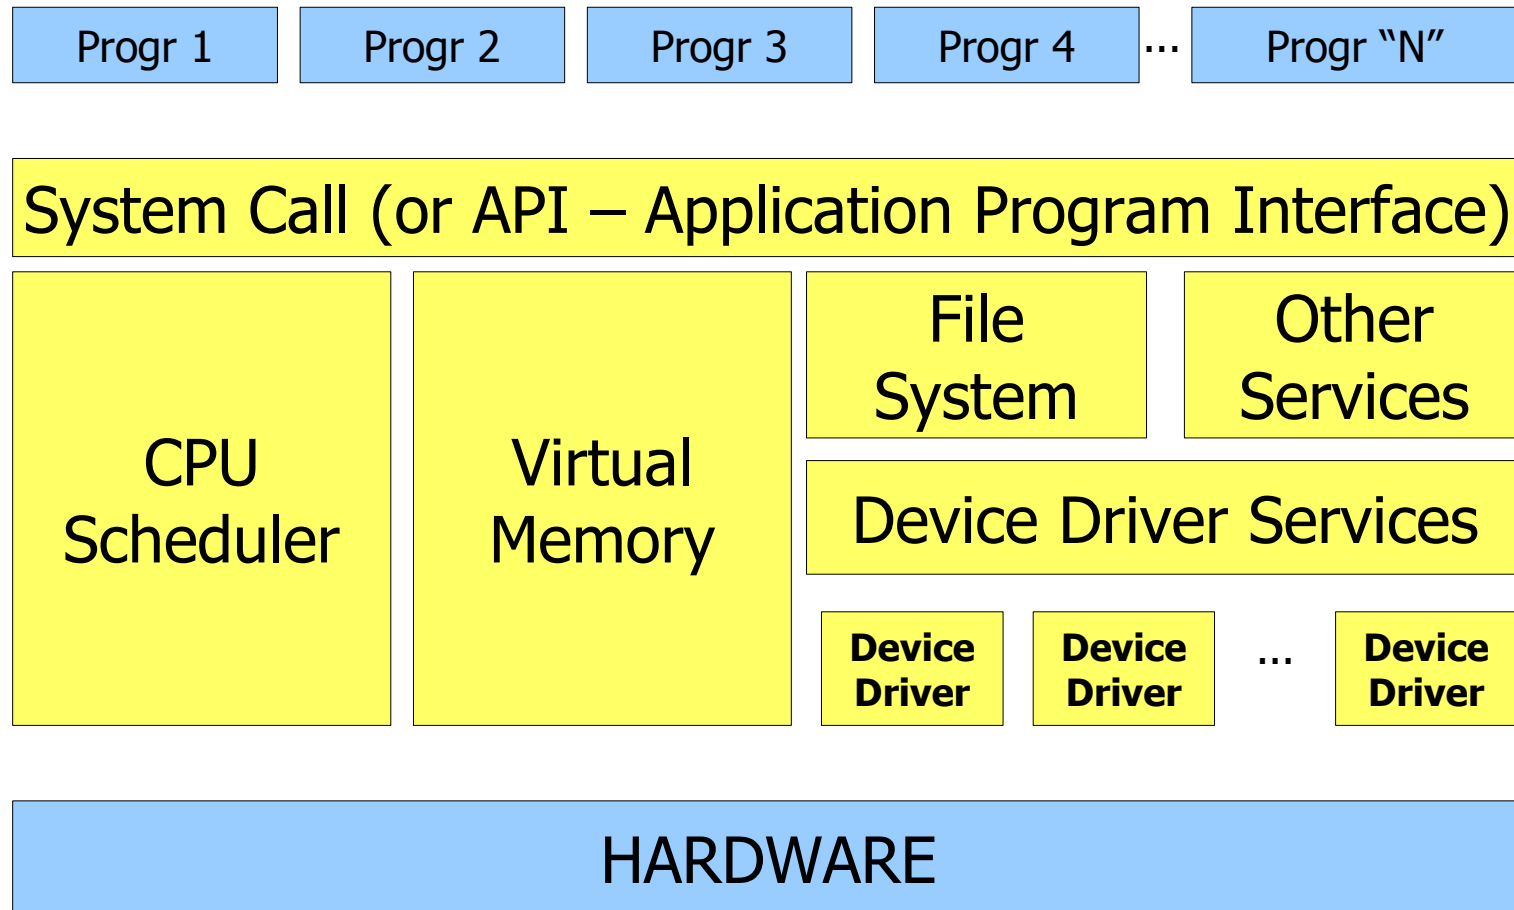 Progr 1
Progr 2
Progr 3
Progr 4
...
Progr “N”
System Call (or API – Application Program Interface)
CPU
Scheduler
Virtual
Memory
File
System
Other
Services
Device Driver Services
Device
Driver
Device
Driver
...
Device
Driver
HARDWARE